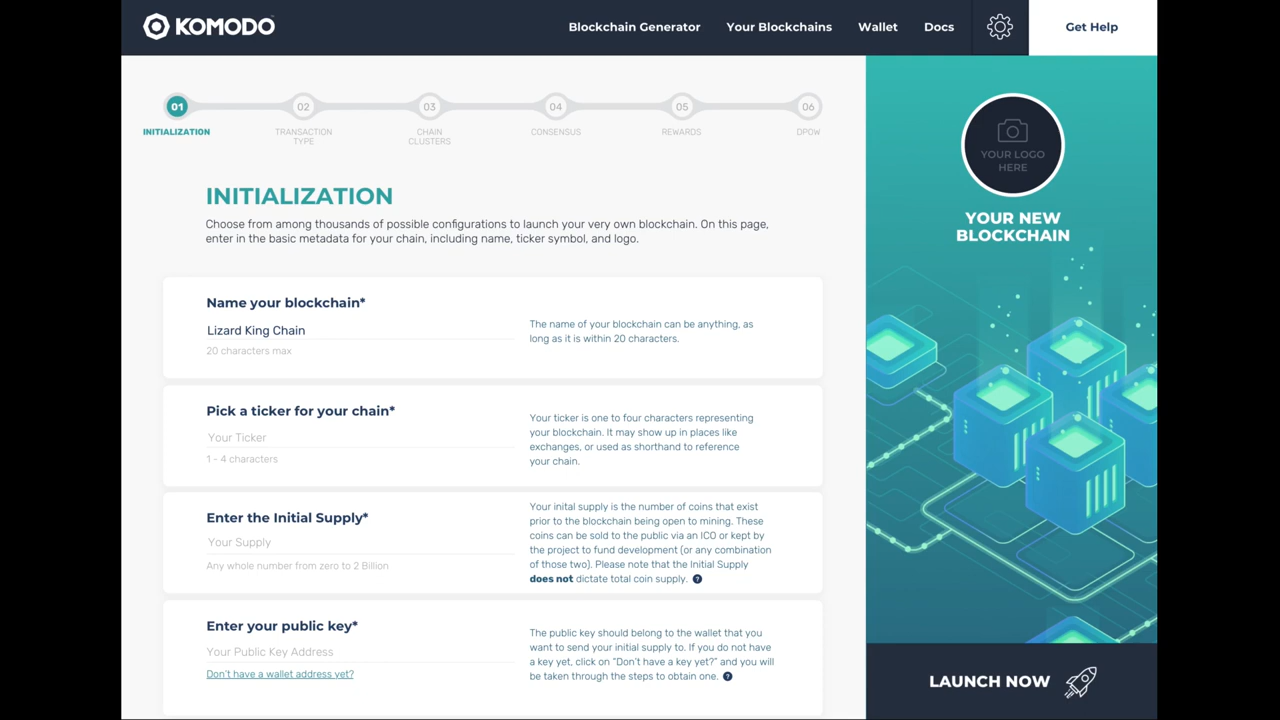 KOMODO
Blockchain Generator
Your Blockchains
Wallet
Docs
Get Help
01
02
03
04
05
06
INITIALIZATION
TRANSACTION
TYPE
CHAIN
CLUSTERS
CONSENSUS
REWARDS
DPOW
INITIALIZATION
Choose from among thousands of possible configurations to launch your very own blockchain. On this page,
enter in the basic metadata for your chain, including name, ticker symbol, and logo.
Name your blockchain*
Lizard King Chain
20 characters max
The name of your blockchain can be anything, as
long as it is within 20 characters.
Pick a ticker for your chain*
Your Ticker
1 - 4 characters
Your ticker is one to four characters representing
your blockchain. It may show up in places like
exchanges, or used as shorthand to reference
your chain.
Enter the Initial Supply*
Your Supply
Any whole number from zero to 2 Billion
Your inital supply is the number of coins that exist
prior to the blockchain being open to mining. These
coins can be sold to the public via an ICO or kept by
the project to fund development (or any combination
of those two). Please note that the Initial Supply
does not dictate total coin supply. ?
Enter your public key*
Your Public Key Address
Don't have a wallet address yet?
The public key should belong to the wallet that you
want to send your initial supply to. If you do not have
a key yet, click on "Don't have a key yet?" and you will
be taken through the steps to obtain one. ?
YOUR LOGO
HERE
YOUR NEW
BLOCKCHAIN
LAUNCH NOW